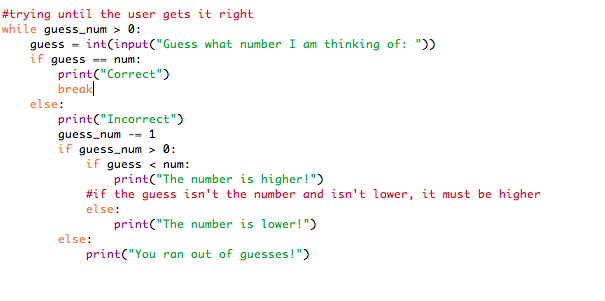 #trying until the user gets it right
while guess_num > 0:
    guess = int(input("Guess what number I am thinking of: "))
    if guess == num:
        print("Correct")
        break
    else:
        print("Incorrect")
        guess_num -= 1
        if guess_num > 0:
            if guess < num:
                print("The number is higher!")
            #if the guess isn't the number and isn't lower, it must be higher
            else:
                print("The number is lower!")
        else:
            print("You ran out of guesses!")